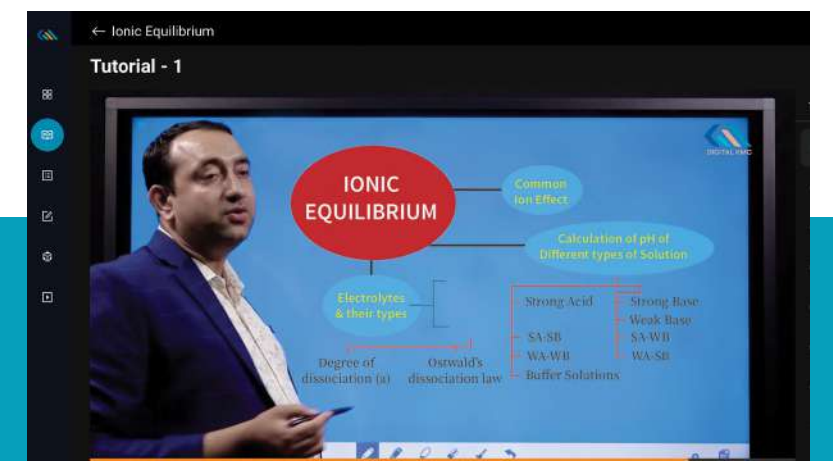 ← Ionic Equilibrium
Tutorial - 1
DIGITAL KMC
IONIC
EQUILIBRIUM
Common
Ion Effect
Calculation of pH of
Different types of Solution
Electrolytes
& their types
Degree of
dissociation (a)
Ostwald's
dissociation law
Strong Acid
SA-SB
WA-WB
Buffer Solutions
Strong Base
Weak Base
SA-WB
WA-SB